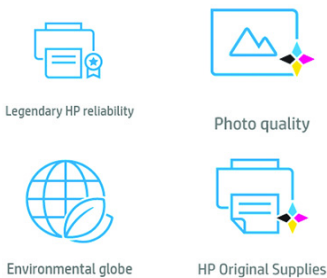 Legendary HP reliability
Photo quality
Environmental globe
HP Original Supplies